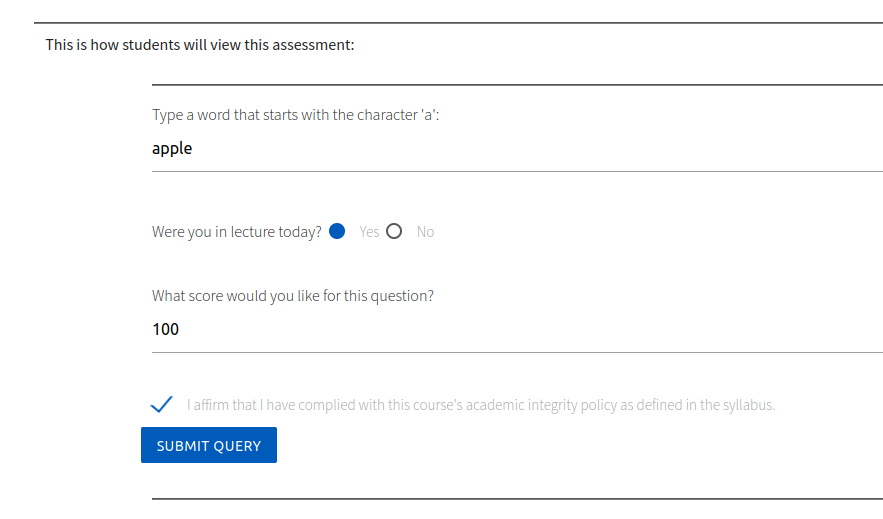 This is how students will view this assessment:
Type a word that starts with the character 'a':
apple
Were you in lecture today? Yes No
What score would you like for this question?
100
I affirm that I have complied with this course's academic integrity policy as defined in the syllabus.
SUBMIT QUERY